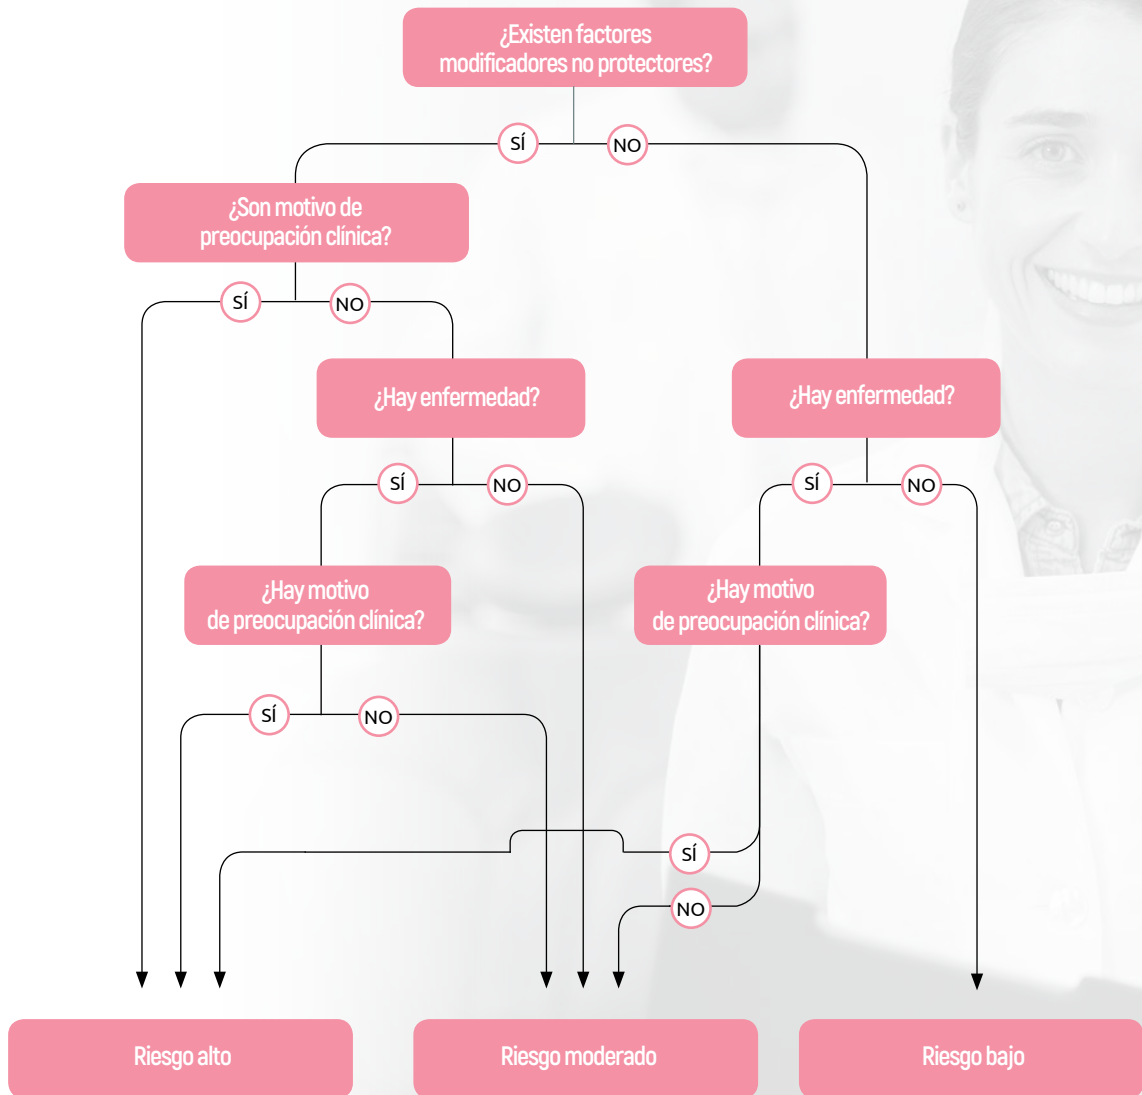 ¿Existen factores
modificadores no protectores?
SÍ
NO
¿Son motivo de
preocupación clínica?
SÍ
NO
¿Hay enfermedad?
¿Hay enfermedad?
SÍ
NO
SÍ
NO
¿Hay motivo
de preocupación clínica?
¿Hay motivo
de preocupación clínica?
SÍ
NO
SÍ
NO
Riesgo alto
Riesgo moderado
Riesgo bajo